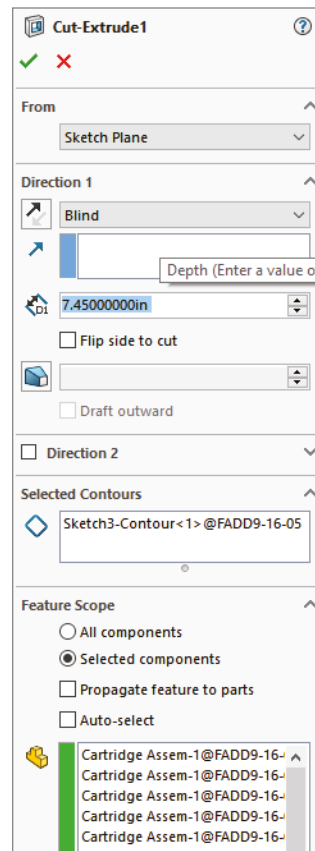 Cut-Extrude1
From
Sketch Plane
Direction 1
Blind
Depth (Enter a value o
D1
7.45000000in
Flip side to cut
Draft outward
Direction 2
Selected Contours
Sketch3-Contour<1>@FADD9-16-05
Feature Scope
All components
Selected components
Propagate feature to parts
Auto-select
Cartridge Assem-1@FADD9-16-
Cartridge Assem-1@FADD9-16-
Cartridge Assem-1@FADD9-16-
Cartridge Assem-1@FADD9-16-
Cartridge Assem-1@FADD9-16-